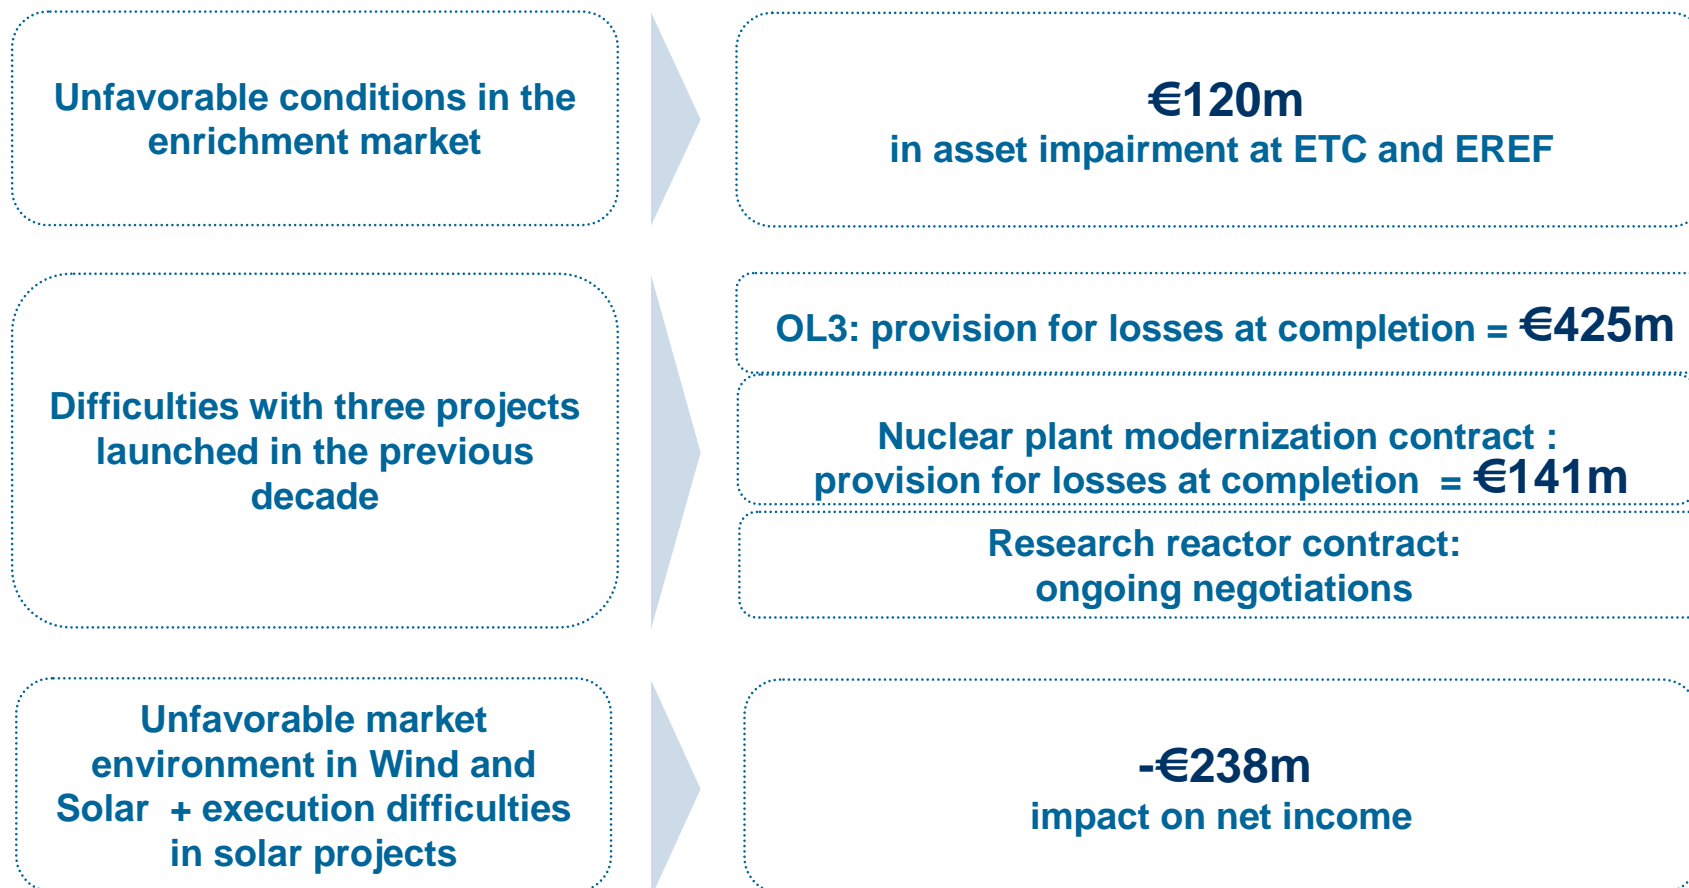 Unfavorable conditions in the
enrichment market
€120m
in asset impairment at ETC and EREF
Difficulties with three projects
launched in the previous
decade
OL3: provision for losses at completion = €425m
Nuclear plant modernization contract :
provision for losses at completion = €141m
Research reactor contract:
ongoing negotiations
Unfavorable market
environment in Wind and
Solar + execution difficulties
in solar projects
-€238m
impact on net income